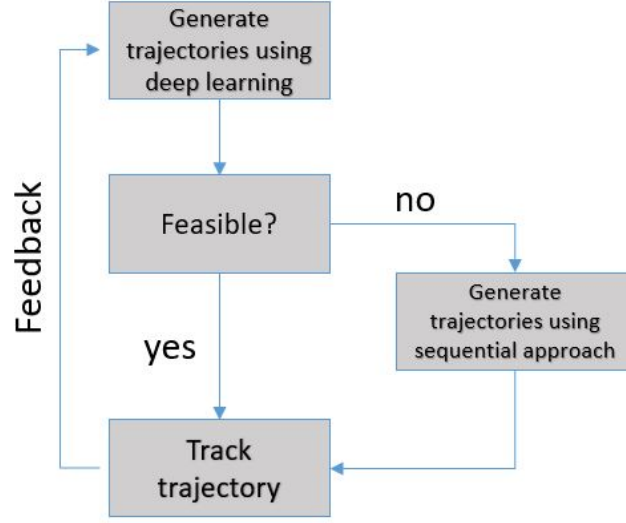 Generate
trajectories using
deep learning
Feasible?
no
Generate
trajectories using
sequential approach
yes
Track
trajectory
Feedback